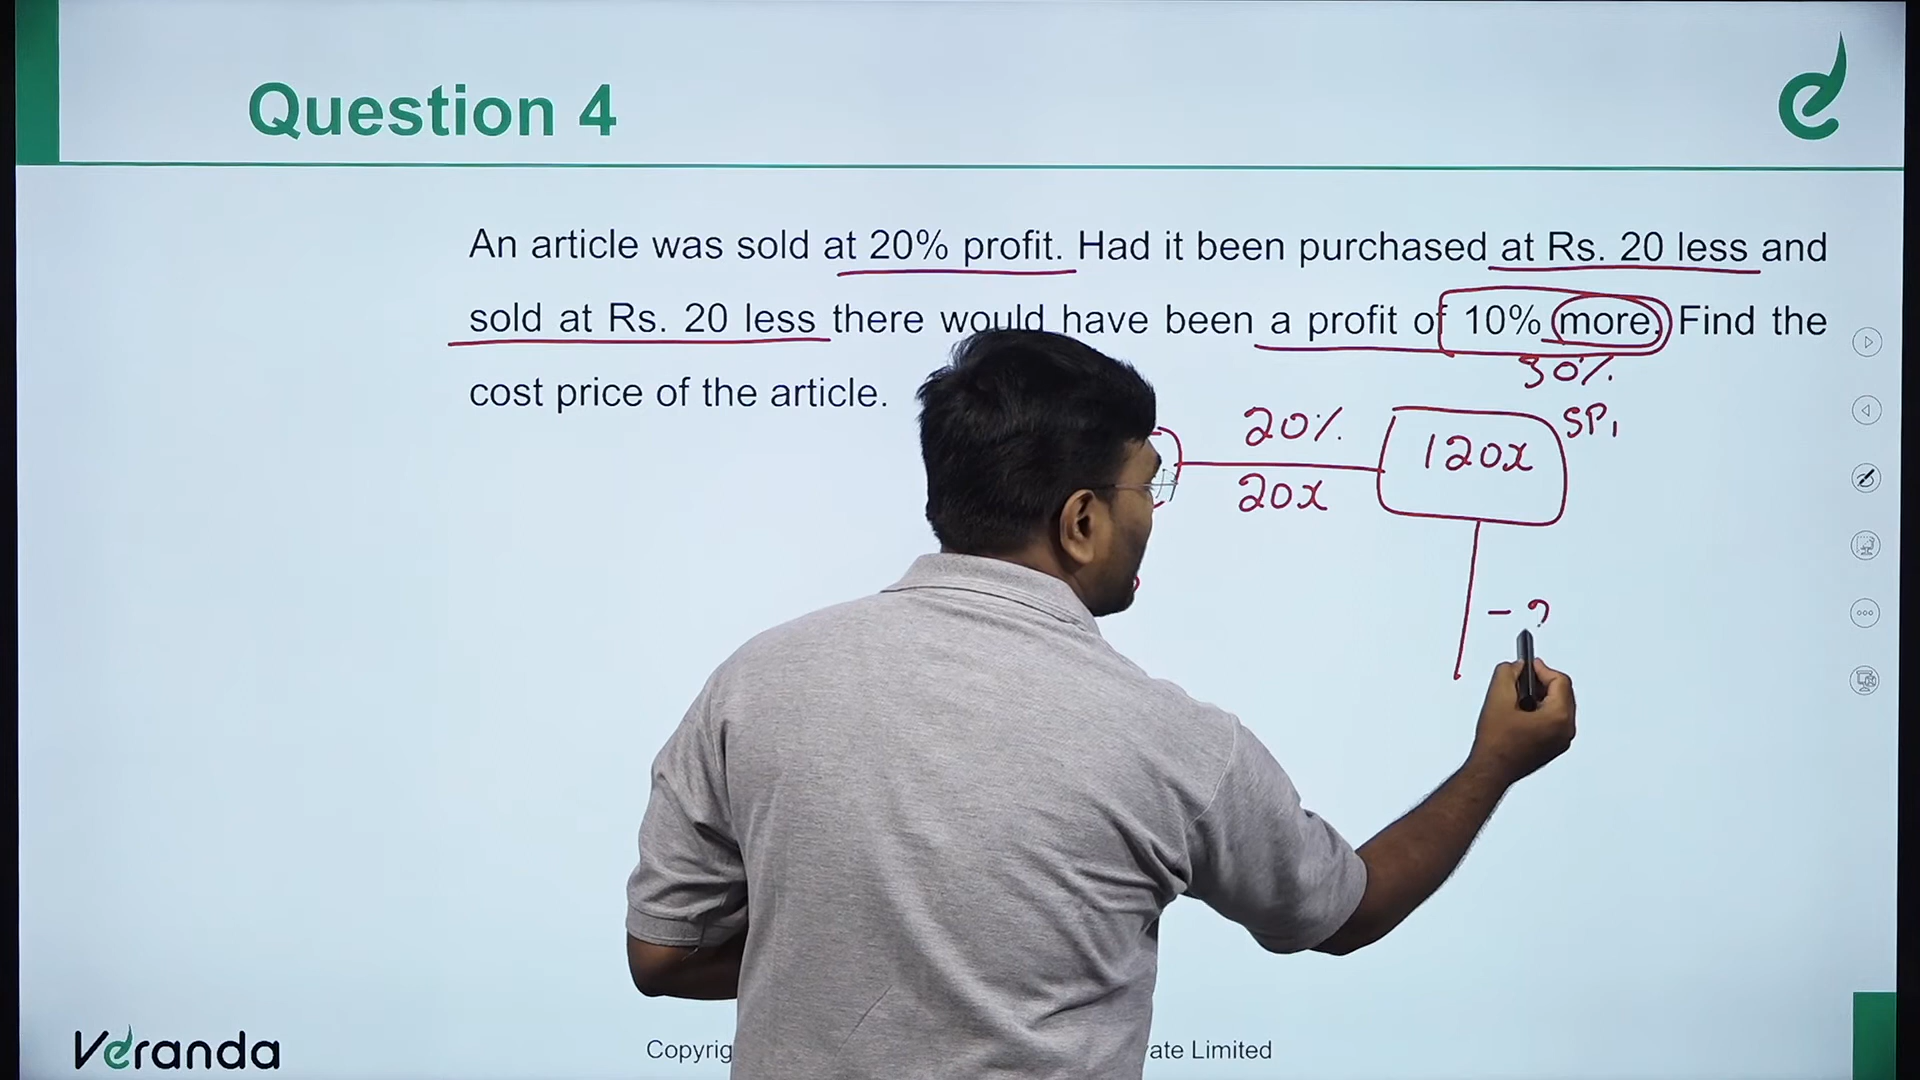 Question 4
An article was sold at 20% profit. Had it been purchased at Rs. 20 less and
sold at Rs. 20 less there would have been a profit of 10% more. Find the
cost price of the article.
30%
20%
120x
SP1
20x
Veranda
ate Limited